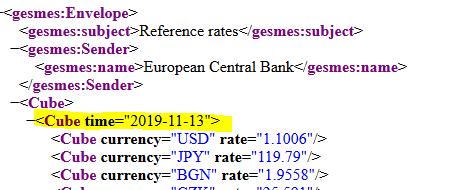 −<gesmes:Envelope>
<gesmes:subject>Reference rates</gesmes:subject>
−<gesmes:Sender>
<gesmes:name>European Central Bank</gesmes:name>
</gesmes:Sender>
−<Cube>
−<Cube time="2019-11-13">
<Cube currency="USD" rate="1.1006"/>
<Cube currency="JPY" rate="119.79"/>
<Cube currency="BGN" rate="1.9558"/>